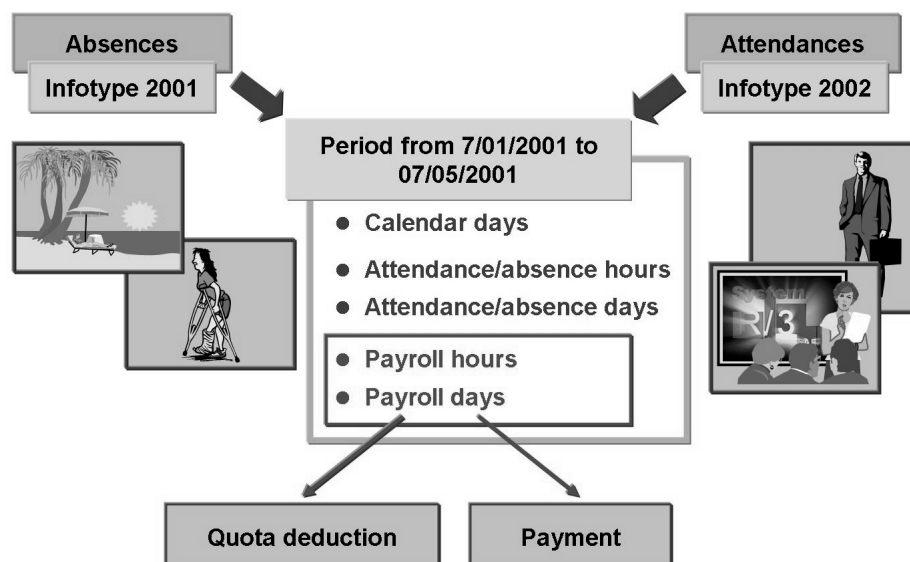 Absences
Infotype 2001
Attendances
Infotype 2002
Period from 7/01/2001 to
07/05/2001
Calendar days
Attendance/absence hours
Attendance/absence days
System
R/3
Payroll hours
Payroll days
Quota deduction
Payment